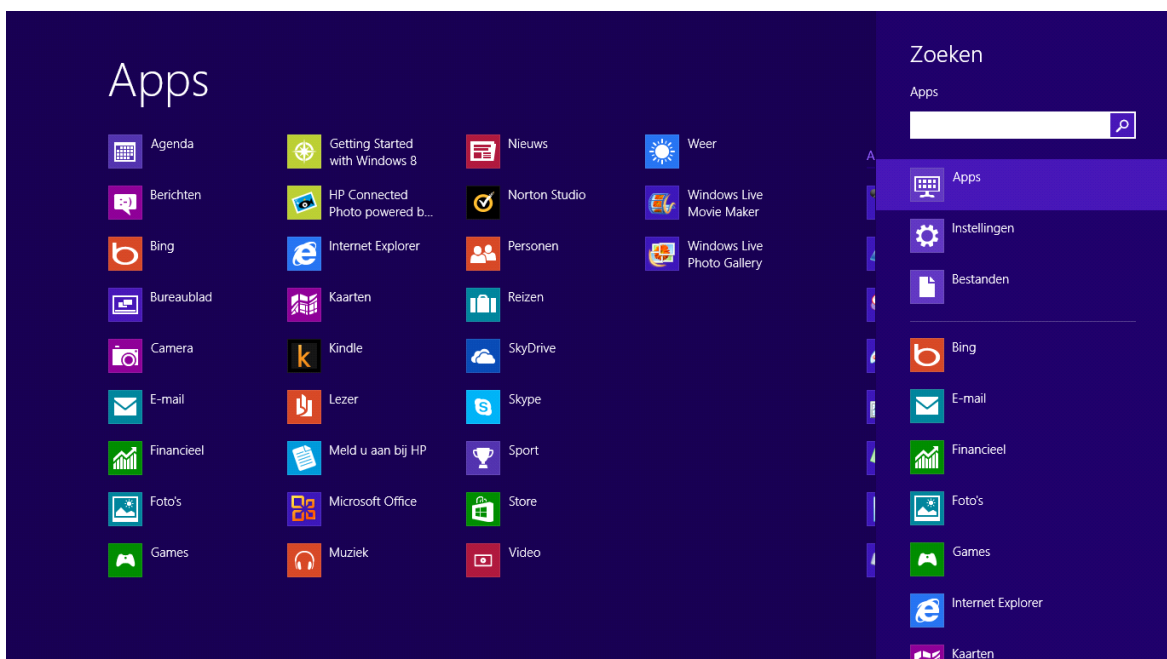 Apps
Agenda
Berichten
Bing
Bureaublad
Camera
E-mail
Financieel
Foto's
Games
Getting Started
with Windows 8
HP Connected
Photo powered b...
Internet Explorer
Kaarten
Kindle
Lezer
Meld u aan bij HP
Microsoft Office
Muziek
Nieuws
Norton Studio
Personen
Reizen
SkyDrive
Skype
Sport
Store
Video
Weer
Windows Live
Movie Maker
Windows Live
Photo Gallery
A
Zoeken
Apps
Apps
Instellingen
Bestanden
Bing
E-mail
Financieel
Foto's
Games
Internet Explorer
Kaarten